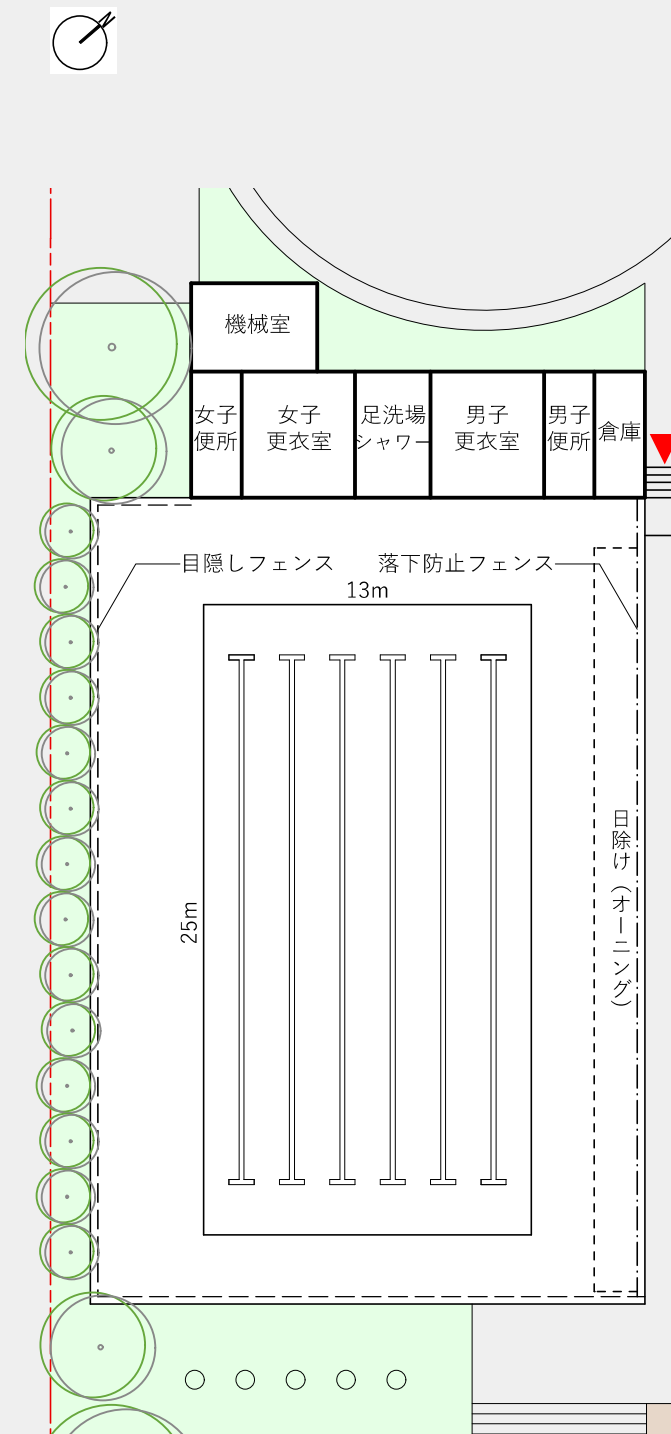 機械室
女子
便所
女子
更衣室
足洗場
シャワー
男子
更衣室
男子
便所
倉庫
目隠しフェンス
落下防止フェンス
13m
25m
日除け（オーニング）